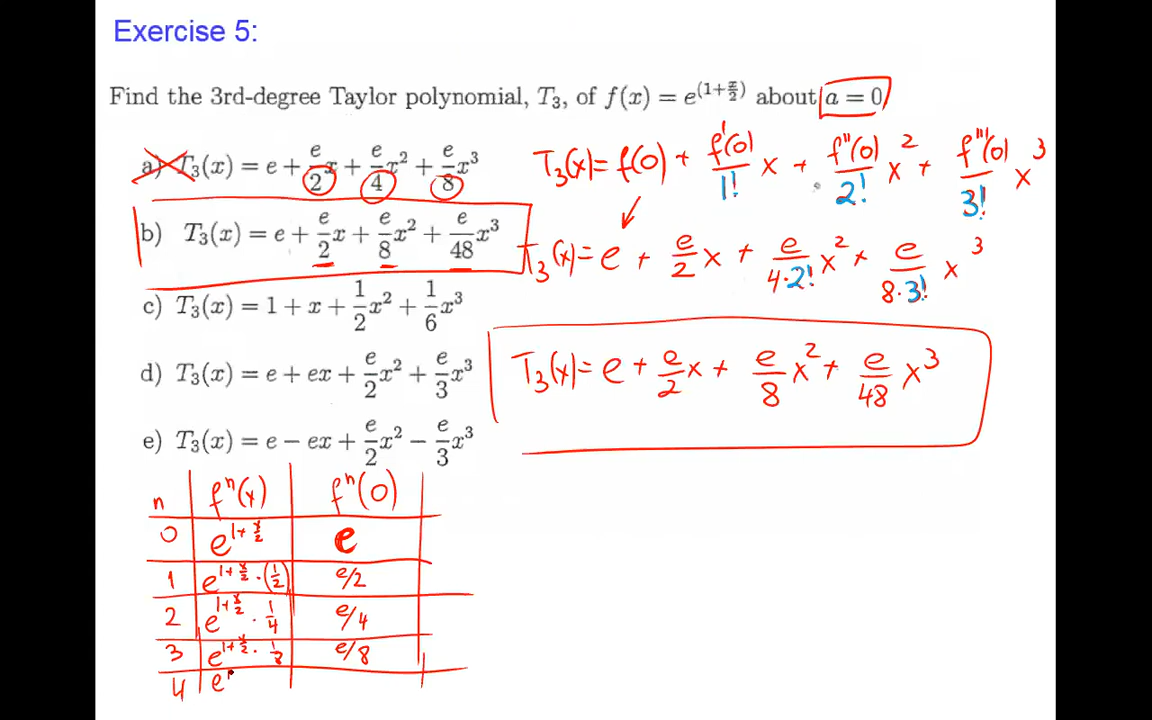 Exercise 5:
Find the 3rd-degree Taylor polynomial, T₃, of f(x) = e^(1+x/2) about a = 0
a) T₃(x) = e + e/2 x + e/4 x² + e/8 x³
T₃(x) = f(0) + f'(0)/1! x + f''(0)/2! x² + f'''(0)/3! x³
b) T₃(x) = e + e/2 x + e/8 x² + e/48 x³
T₃(x) = e + e/2 x + e/4·2! x² + e/8·3! x³
c) T₃(x) = 1 + x + 1/2 x² + 1/6 x³
d) T₃(x) = e + ex + e/2 x² + e/3 x³
T₃(x) = e + e/2 x + e/8 x² + e/48 x³
e) T₃(x) = e − ex + e/2 x² − e/3 x³
n fⁿ(x) fⁿ(0)
0 e^(1+x/2) e
1 e^(1+x/2) · (1/2) e/2
2 e^(1+x/2) · 1/4 e/4
3 e^(1+x/2) · 1/8 e/8
4 e